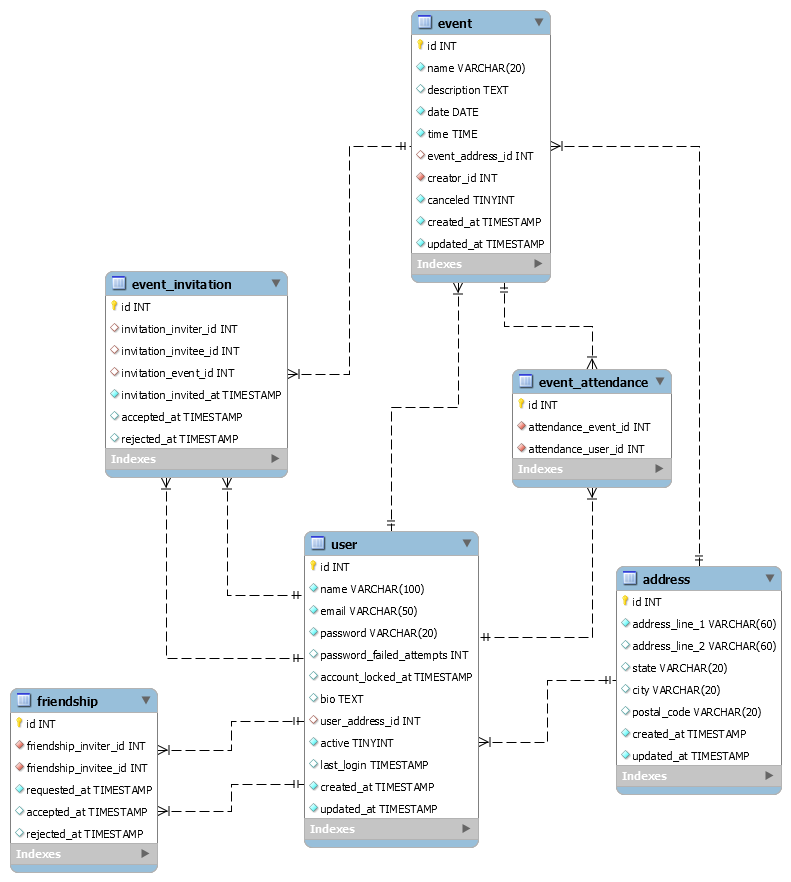 event
id INT
name VARCHAR(20)
description TEXT
date DATE
time TIME
event_address_id INT
creator_id INT
canceled TINYINT
created_at TIMESTAMP
updated_at TIMESTAMP
Indexes
event_invitation
id INT
invitation_inviter_id INT
invitation_invitee_id INT
invitation_event_id INT
invitation_invited_at TIMESTAMP
accepted_at TIMESTAMP
rejected_at TIMESTAMP
Indexes
event_attendance
id INT
attendance_event_id INT
attendance_user_id INT
Indexes
user
id INT
name VARCHAR(100)
email VARCHAR(50)
password VARCHAR(20)
password_failed_attempts INT
account_locked_at TIMESTAMP
bio TEXT
user_address_id INT
active TINYINT
last_login TIMESTAMP
created_at TIMESTAMP
updated_at TIMESTAMP
Indexes
address
id INT
address_line_1 VARCHAR(60)
address_line_2 VARCHAR(60)
state VARCHAR(20)
city VARCHAR(20)
postal_code VARCHAR(20)
created_at TIMESTAMP
updated_at TIMESTAMP
Indexes
friendship
id INT
friendship_inviter_id INT
friendship_invitee_id INT
requested_at TIMESTAMP
accepted_at TIMESTAMP
rejected_at TIMESTAMP
Indexes